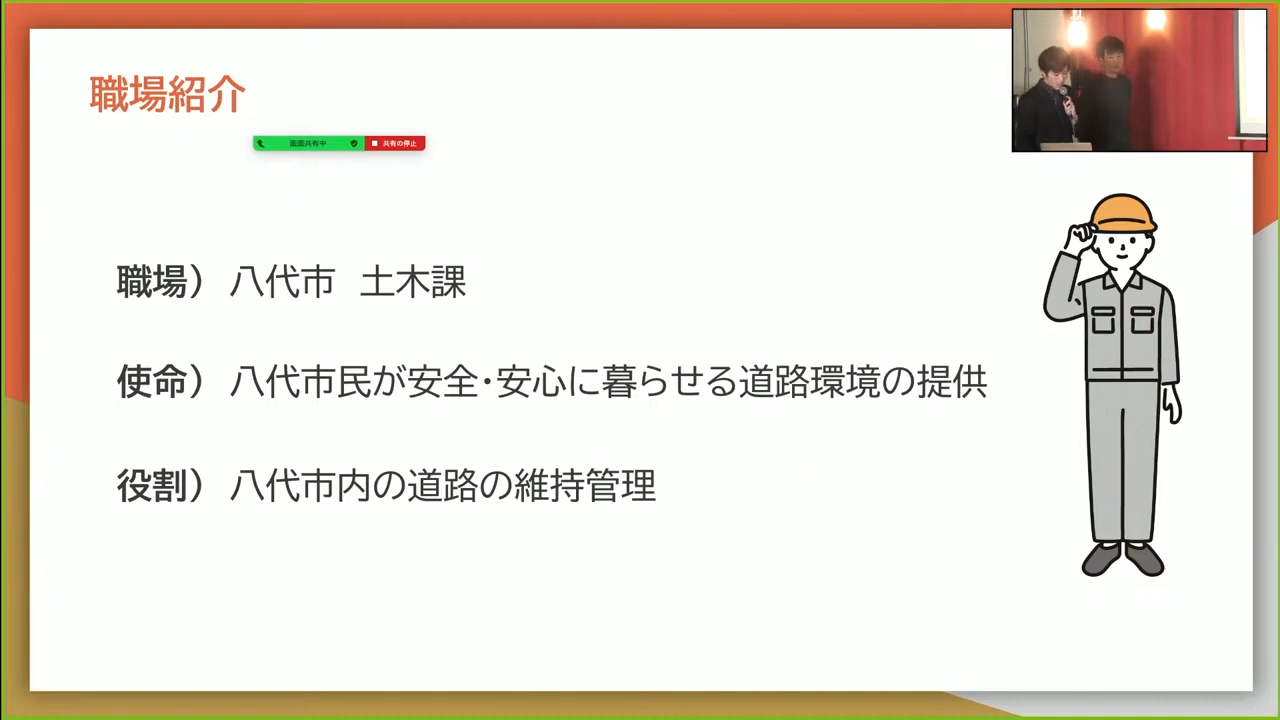 職場紹介
画面共有中 共有の停止
職場） 八代市　土木課
使命） 八代市民が安全・安心に暮らせる道路環境の提供
役割） 八代市内の道路の維持管理